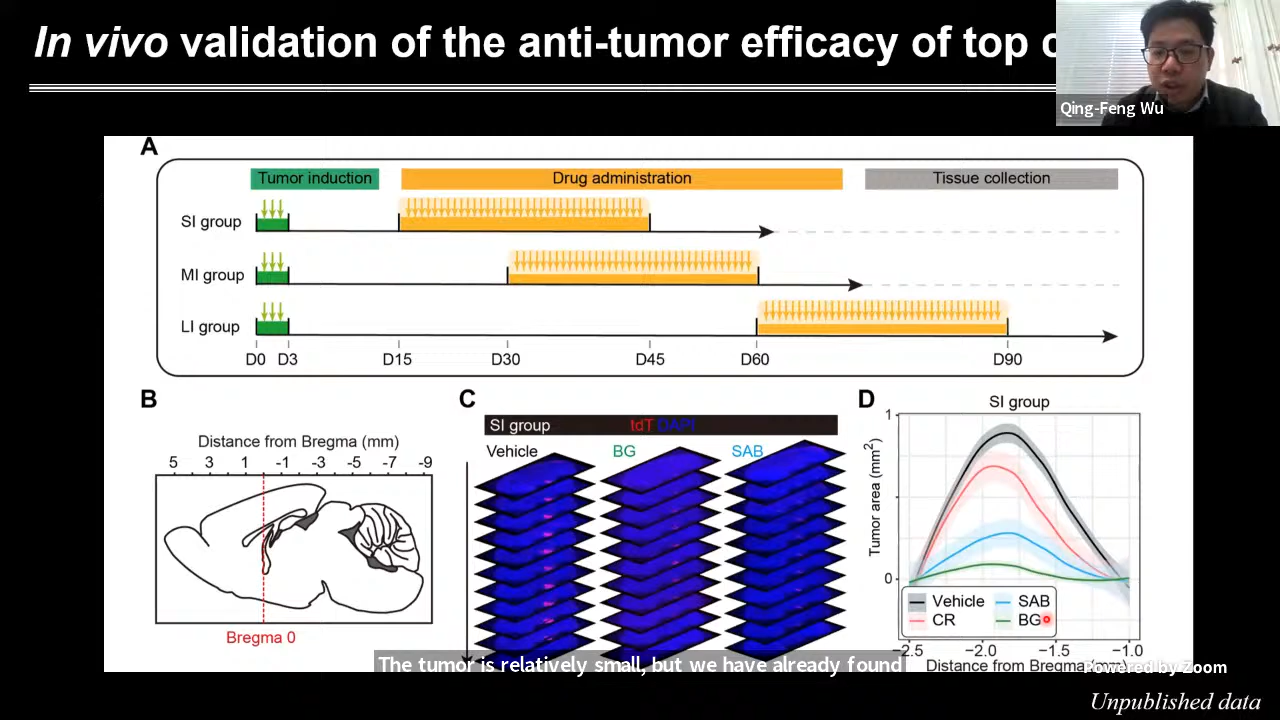 In vivo validation of the anti-tumor efficacy of top
Qing-Feng Wu
A
Tumor induction
Drug administration
Tissue collection
SI group
MI group
LI group
D0 D3 D15 D30 D45 D60 D90
B
Distance from Bregma (mm)
5 3 1 -1 -3 -5 -7 -9
Bregma 0
C
SI group tdT DAPI
Vehicle BG SAB
D
SI group
Tumor area (mm2)
1
0
Vehicle SAB
CR BG
−2.5 −2.0 −1.5 −1.0
Distance from Bregma (mm)
The tumor is relatively small, but we have already found
Powered by Zoom
Unpublished data